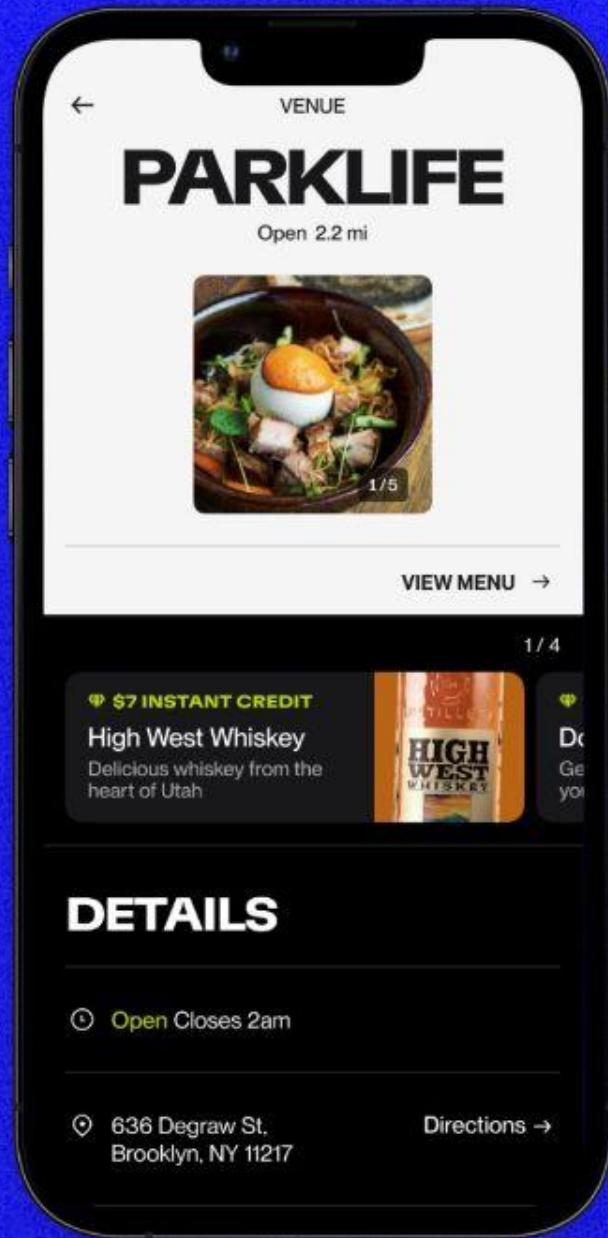 VENUE
PARKLIFE
Open 2.2 mi
1/5
VIEW MENU
1/4
$7 INSTANT CREDIT
High West Whiskey
Delicious whiskey from the
heart of Utah
HIGH
WEST
WHISKEY
DETAILS
Open Closes 2am
636 Degraw St,
Brooklyn, NY 11217
Directions